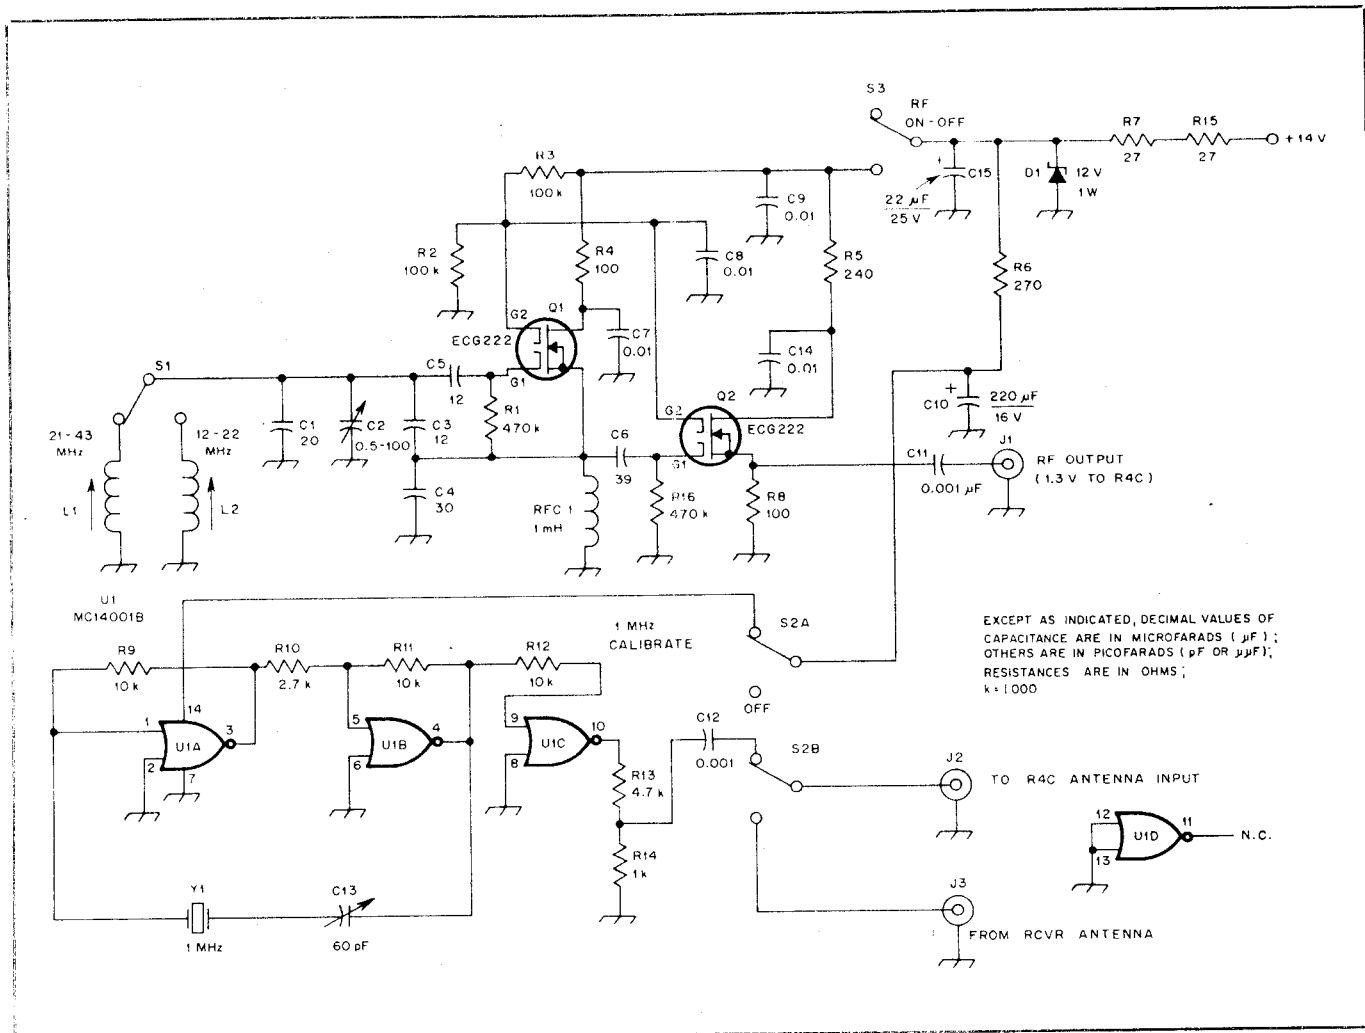 S3
RF
ON-OFF
R7
27
R15
27
+14 V
R3
100 k
C15
+
22 µF
25 V
D1
12 V
1 W
C9
0.01
R2
100 k
R4
100
C8
0.01
R5
240
R6
270
G2
Q1
ECG222
G1
C7
0.01
C14
0.01
S1
C5
12
Q2
G2
ECG222
G1
+
C10
220 µF
16 V
21-43
MHz
12-22
MHz
C1
20
C2
0.5-100
C3
12
R1
470 k
C6
39
C11
0.001 µF
J1
RF OUTPUT
(1.3 V TO R4C)
L1
L2
C4
30
RFC 1
1 mH
R16
470 k
R8
100
U1
MC14001B
1 MHz
CALIBRATE
S2A
EXCEPT AS INDICATED, DECIMAL VALUES OF
CAPACITANCE ARE IN MICROFARADS ( µF ) ;
OTHERS ARE IN PICOFARADS ( pF OR µµF);
RESISTANCES ARE IN OHMS ;
k = 1000
R9
10 k
R10
2.7 k
R11
10 k
R12
10 k
OFF
1
14
U1A
3
2
7
5
U1B
4
6
9
U1C
10
8
C12
0.001
S2B
R13
4.7 k
J2
TO R4C ANTENNA INPUT
R14
1k
12
U1D
11
13
N.C.
Y1
1 MHz
C13
60 pF
J3
FROM RCVR ANTENNA